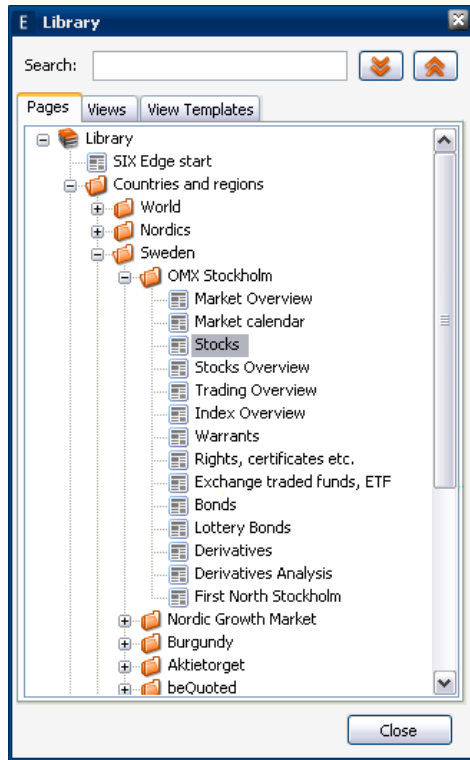 E Library
Search:
Pages Views View Templates
Library
SIX Edge start
Countries and regions
World
Nordics
Sweden
OMX Stockholm
Market Overview
Market calendar
Stocks
Stocks Overview
Trading Overview
Index Overview
Warrants
Rights, certificates etc.
Exchange traded funds, ETF
Bonds
Lottery Bonds
Derivatives
Derivatives Analysis
First North Stockholm
Nordic Growth Market
Burgundy
Aktietorget
beQuoted
Close